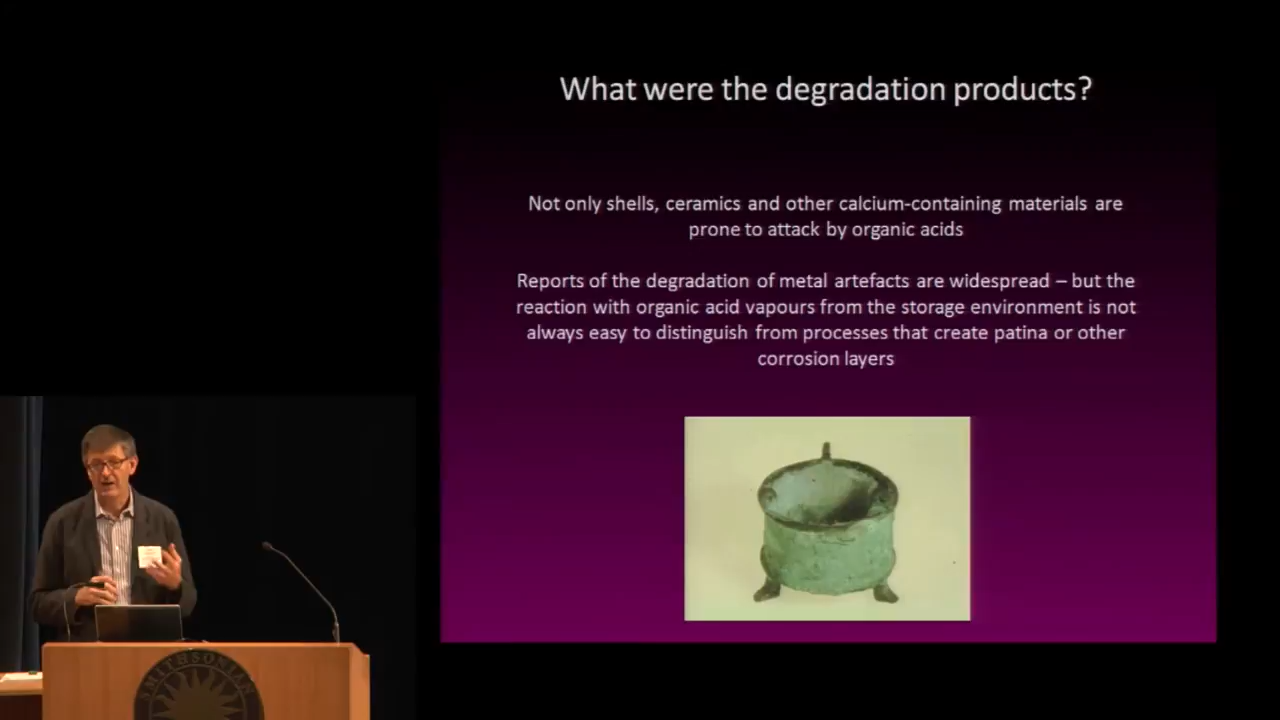 What were the degradation products?
Not only shells, ceramics and other calcium-containing materials are
prone to attack by organic acids
Reports of the degradation of metal artefacts are widespread – but the
reaction with organic acid vapours from the storage environment is not
always easy to distinguish from processes that create patina or other
corrosion layers
SMITHSONIAN